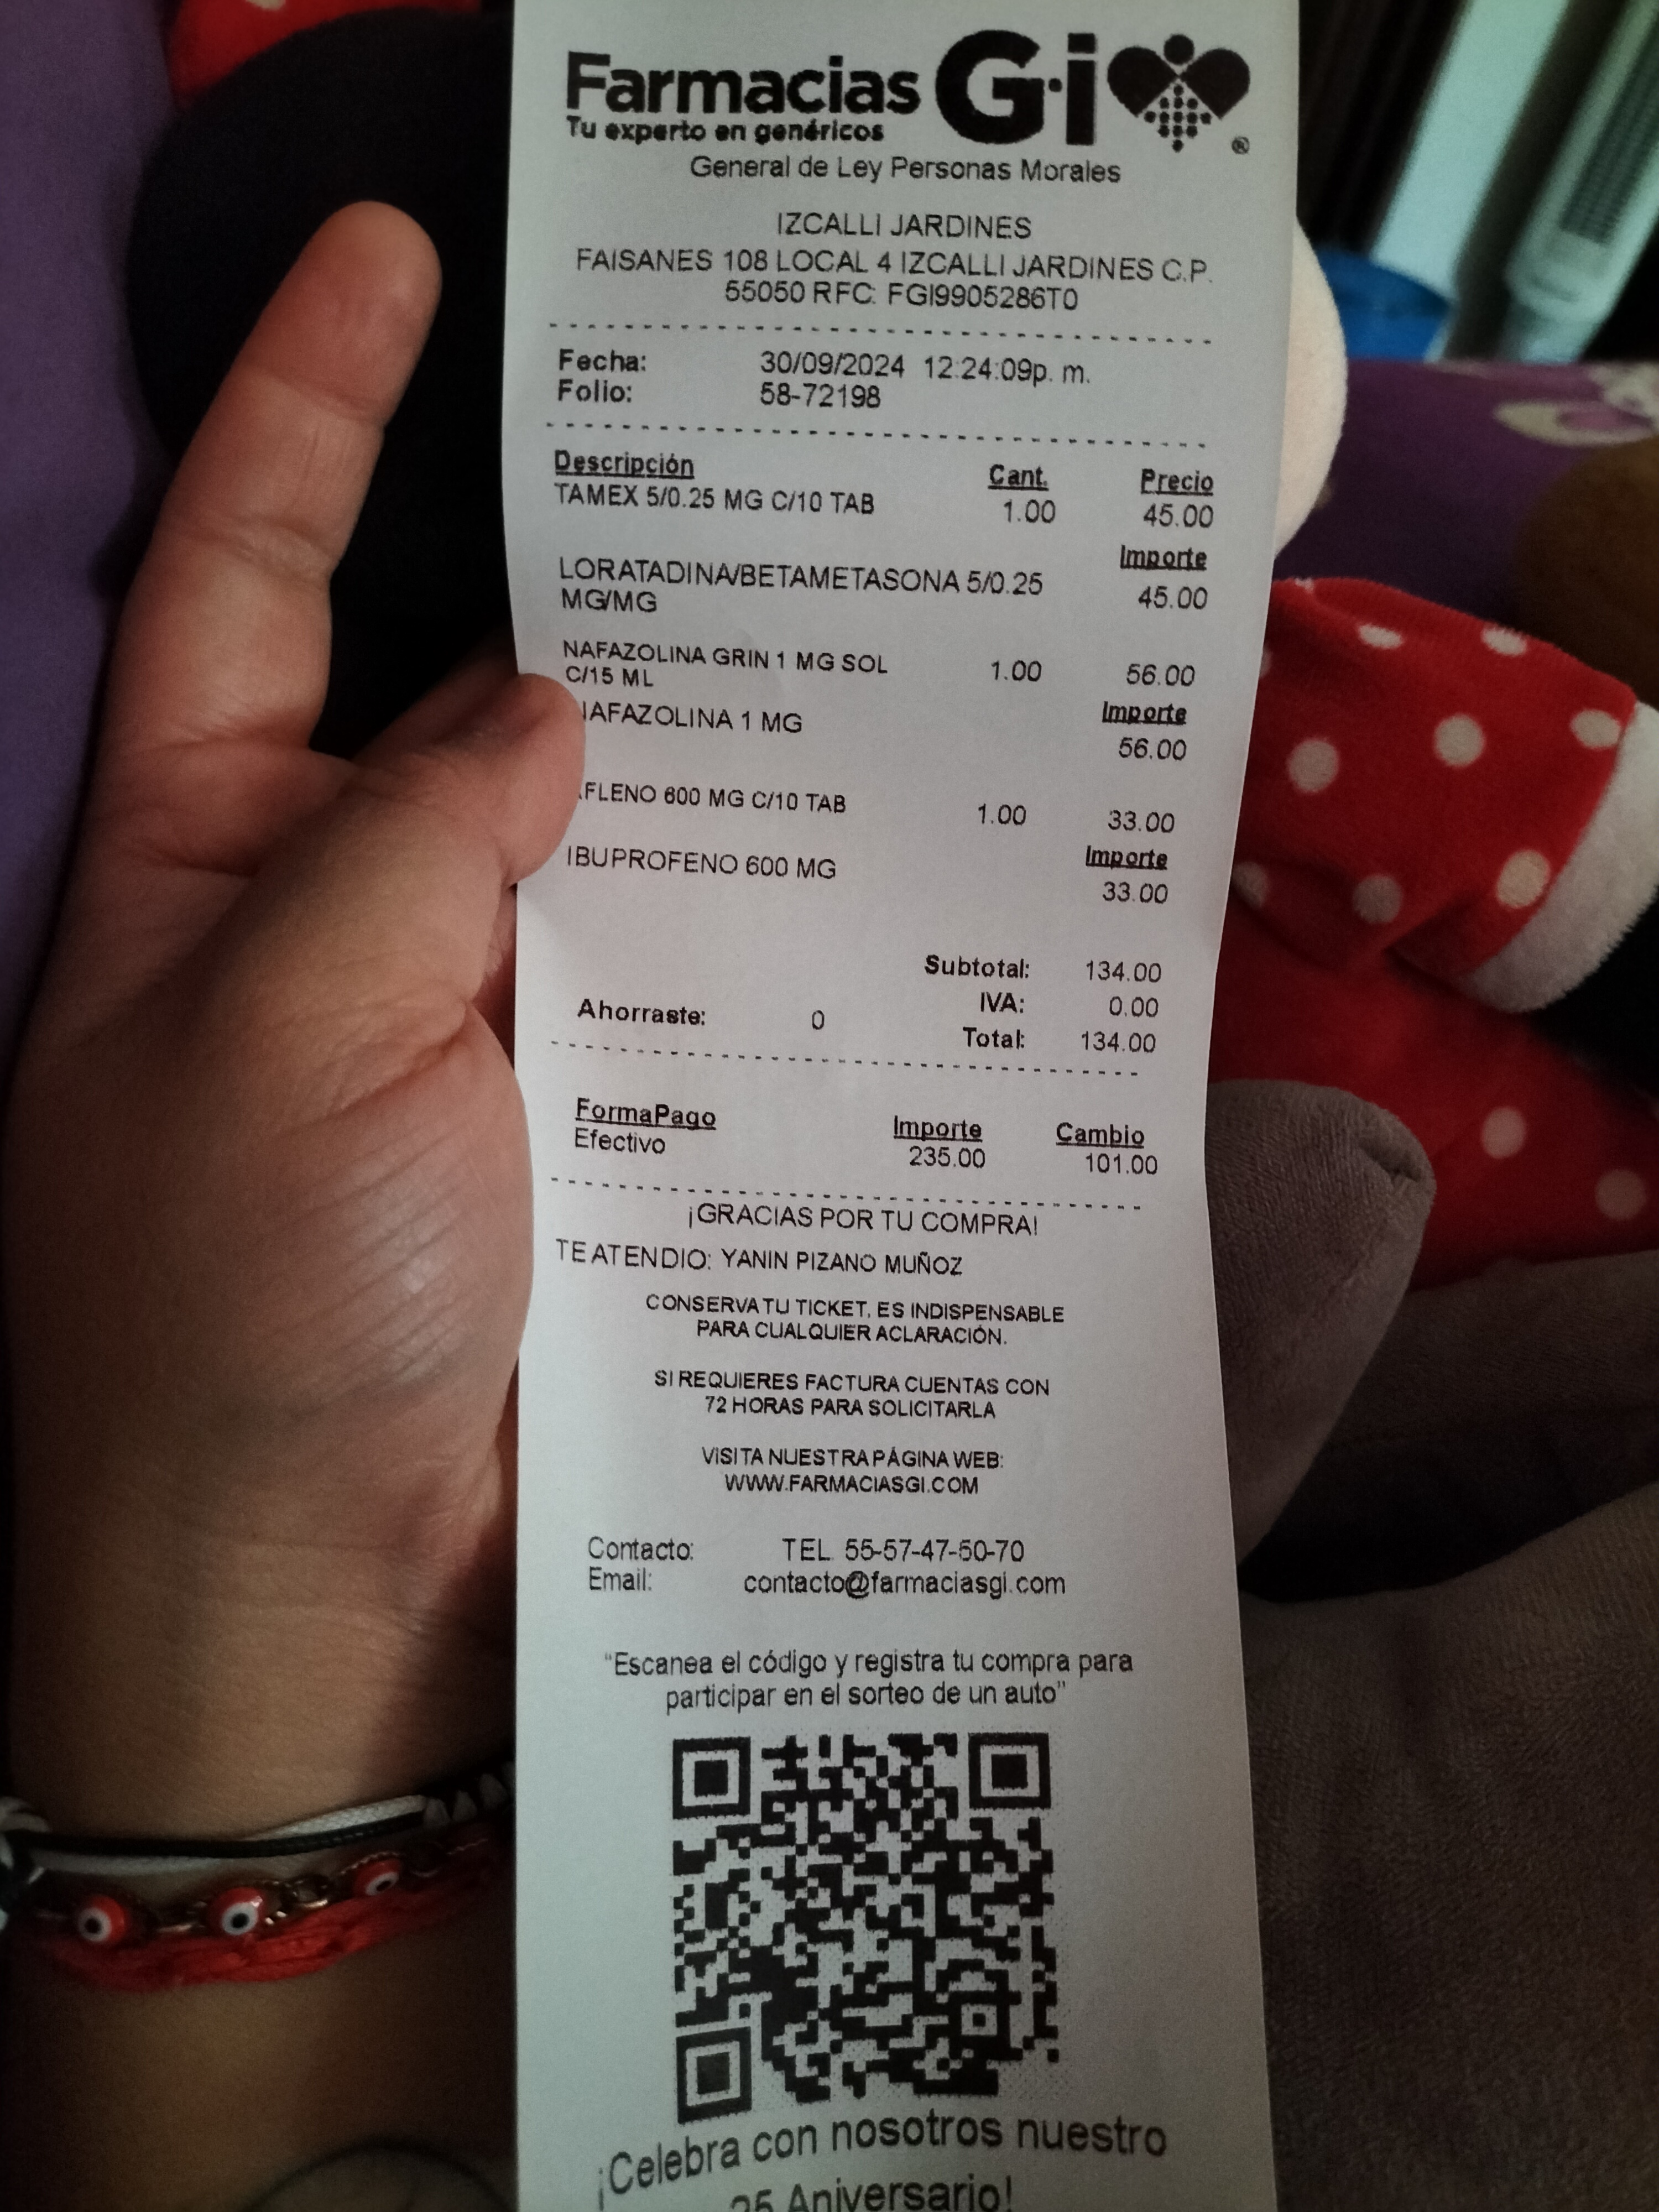 Farmacias Gi
Tu experto en genéricos
®
General de Ley Personas Morales
IZCALLI JARDINES
FAISANES 108 LOCAL 4 IZCALLI JARDINES C.P.
55050 RFC: FGI9905286T0
Fecha: 30/09/2024 12:24:09p. m.
Folio: 58-72198
Descripción Cant. Precio
TAMEX 5/0.25 MG C/10 TAB 1.00 45.00
Importe
LORATADINA/BETAMETASONA 5/0.25 45.00
MG/MG
NAFAZOLINA GRIN 1 MG SOL 1.00 56.00
C/15 ML
NAFAZOLINA 1 MG Importe
56.00
600 MG C/10 TAB 1.00 33.00
IBUPROFENO 600 MG Importe
33.00
Subtotal: 134.00
IVA: 0.00
Ahorraste: 0
Total: 134.00
FormaPago Importe Cambio
Efectivo 235.00 101.00
¡GRACIAS POR TU COMPRA!
TE ATENDIO: YANIN PIZANO MUÑOZ
CONSERVA TU TICKET, ES INDISPENSABLE
PARA CUALQUIER ACLARACIÓN.
SI REQUIERES FACTURA CUENTAS CON
72 HORAS PARA SOLICITARLA
VISITA NUESTRA PÁGINA WEB:
WWW.FARMACIASGI.COM
Contacto: TEL. 55-57-47-50-70
Email: contacto@farmaciasgi.com
"Escanea el código y registra tu compra para
participar en el sorteo de un auto"
¡Celebra con nosotros nuestro
25 Aniversario!